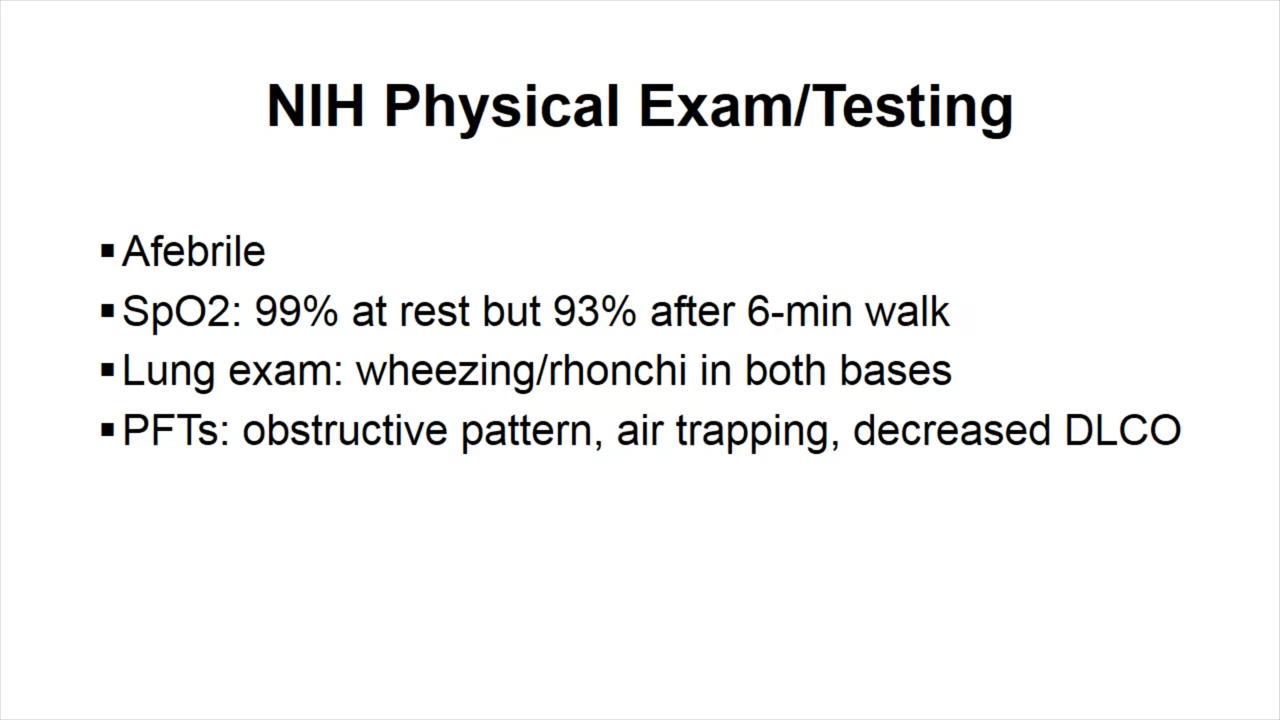 NIH Physical Exam/Testing
▪Afebrile
▪SpO2: 99% at rest but 93% after 6-min walk
▪Lung exam: wheezing/rhonchi in both bases
▪PFTs: obstructive pattern, air trapping, decreased DLCO